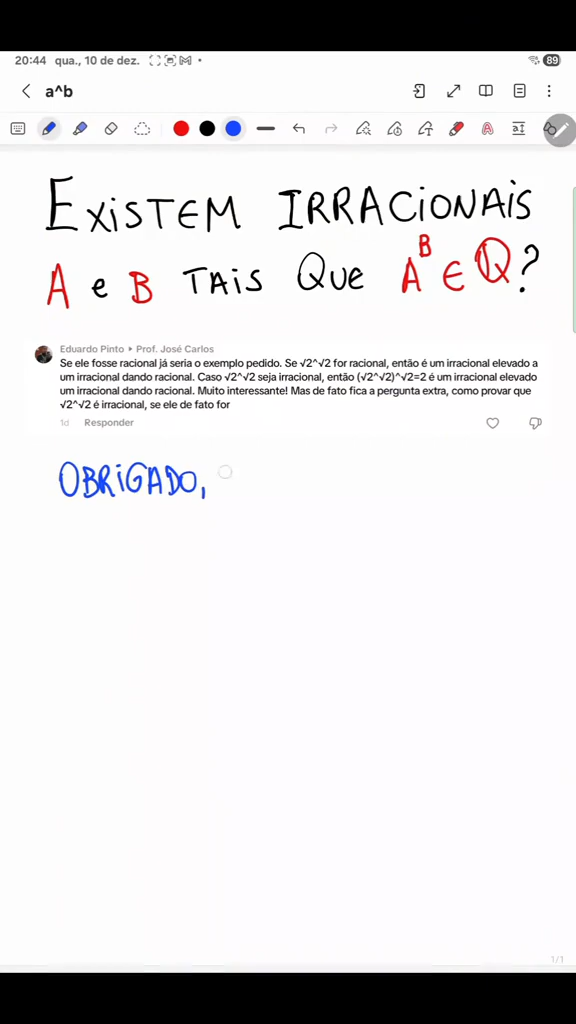 20:44 qua., 10 de dez.
89
a^b
EXISTEM IRRACIONAIS
A e B TAIS QUE A^B ∈ Q?
Eduardo Pinto ‣ Prof. José Carlos
Se ele fosse racional já seria o exemplo pedido. Se √2^√2 for racional, então é um irracional elevado a
um irracional dando racional. Caso √2^√2 seja irracional, então (√2^√2)^√2=2 é um irracional elevado
um irracional dando racional. Muito interessante! Mas de fato fica a pergunta extra, como provar que
√2^√2 é irracional, se ele de fato for
1d Responder
OBRIGADO,
1/1